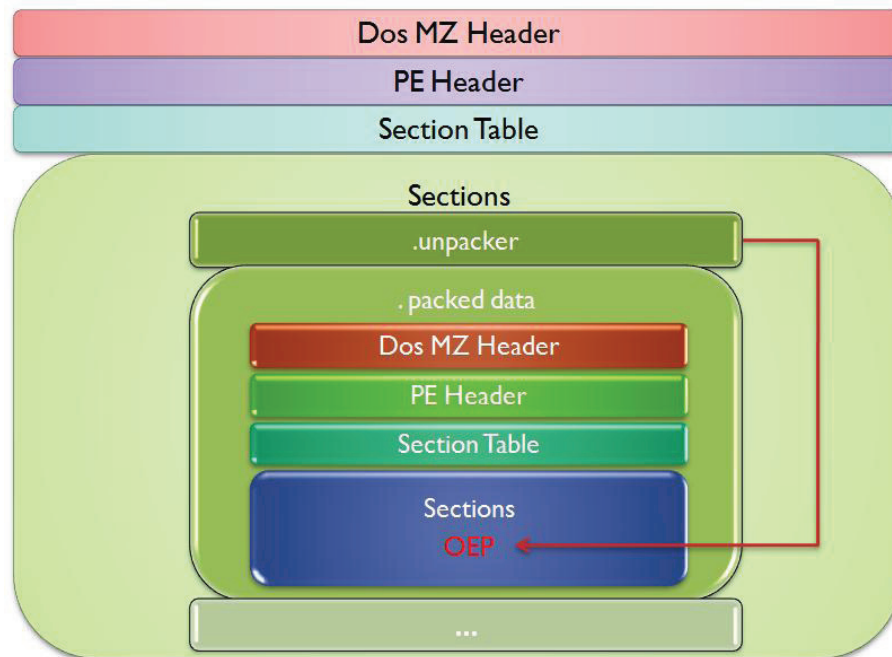 Dos MZ Header
PE Header
Section Table
Sections
.unpacker
. packed data
Dos MZ Header
PE Header
Section Table
Sections
OEP
...